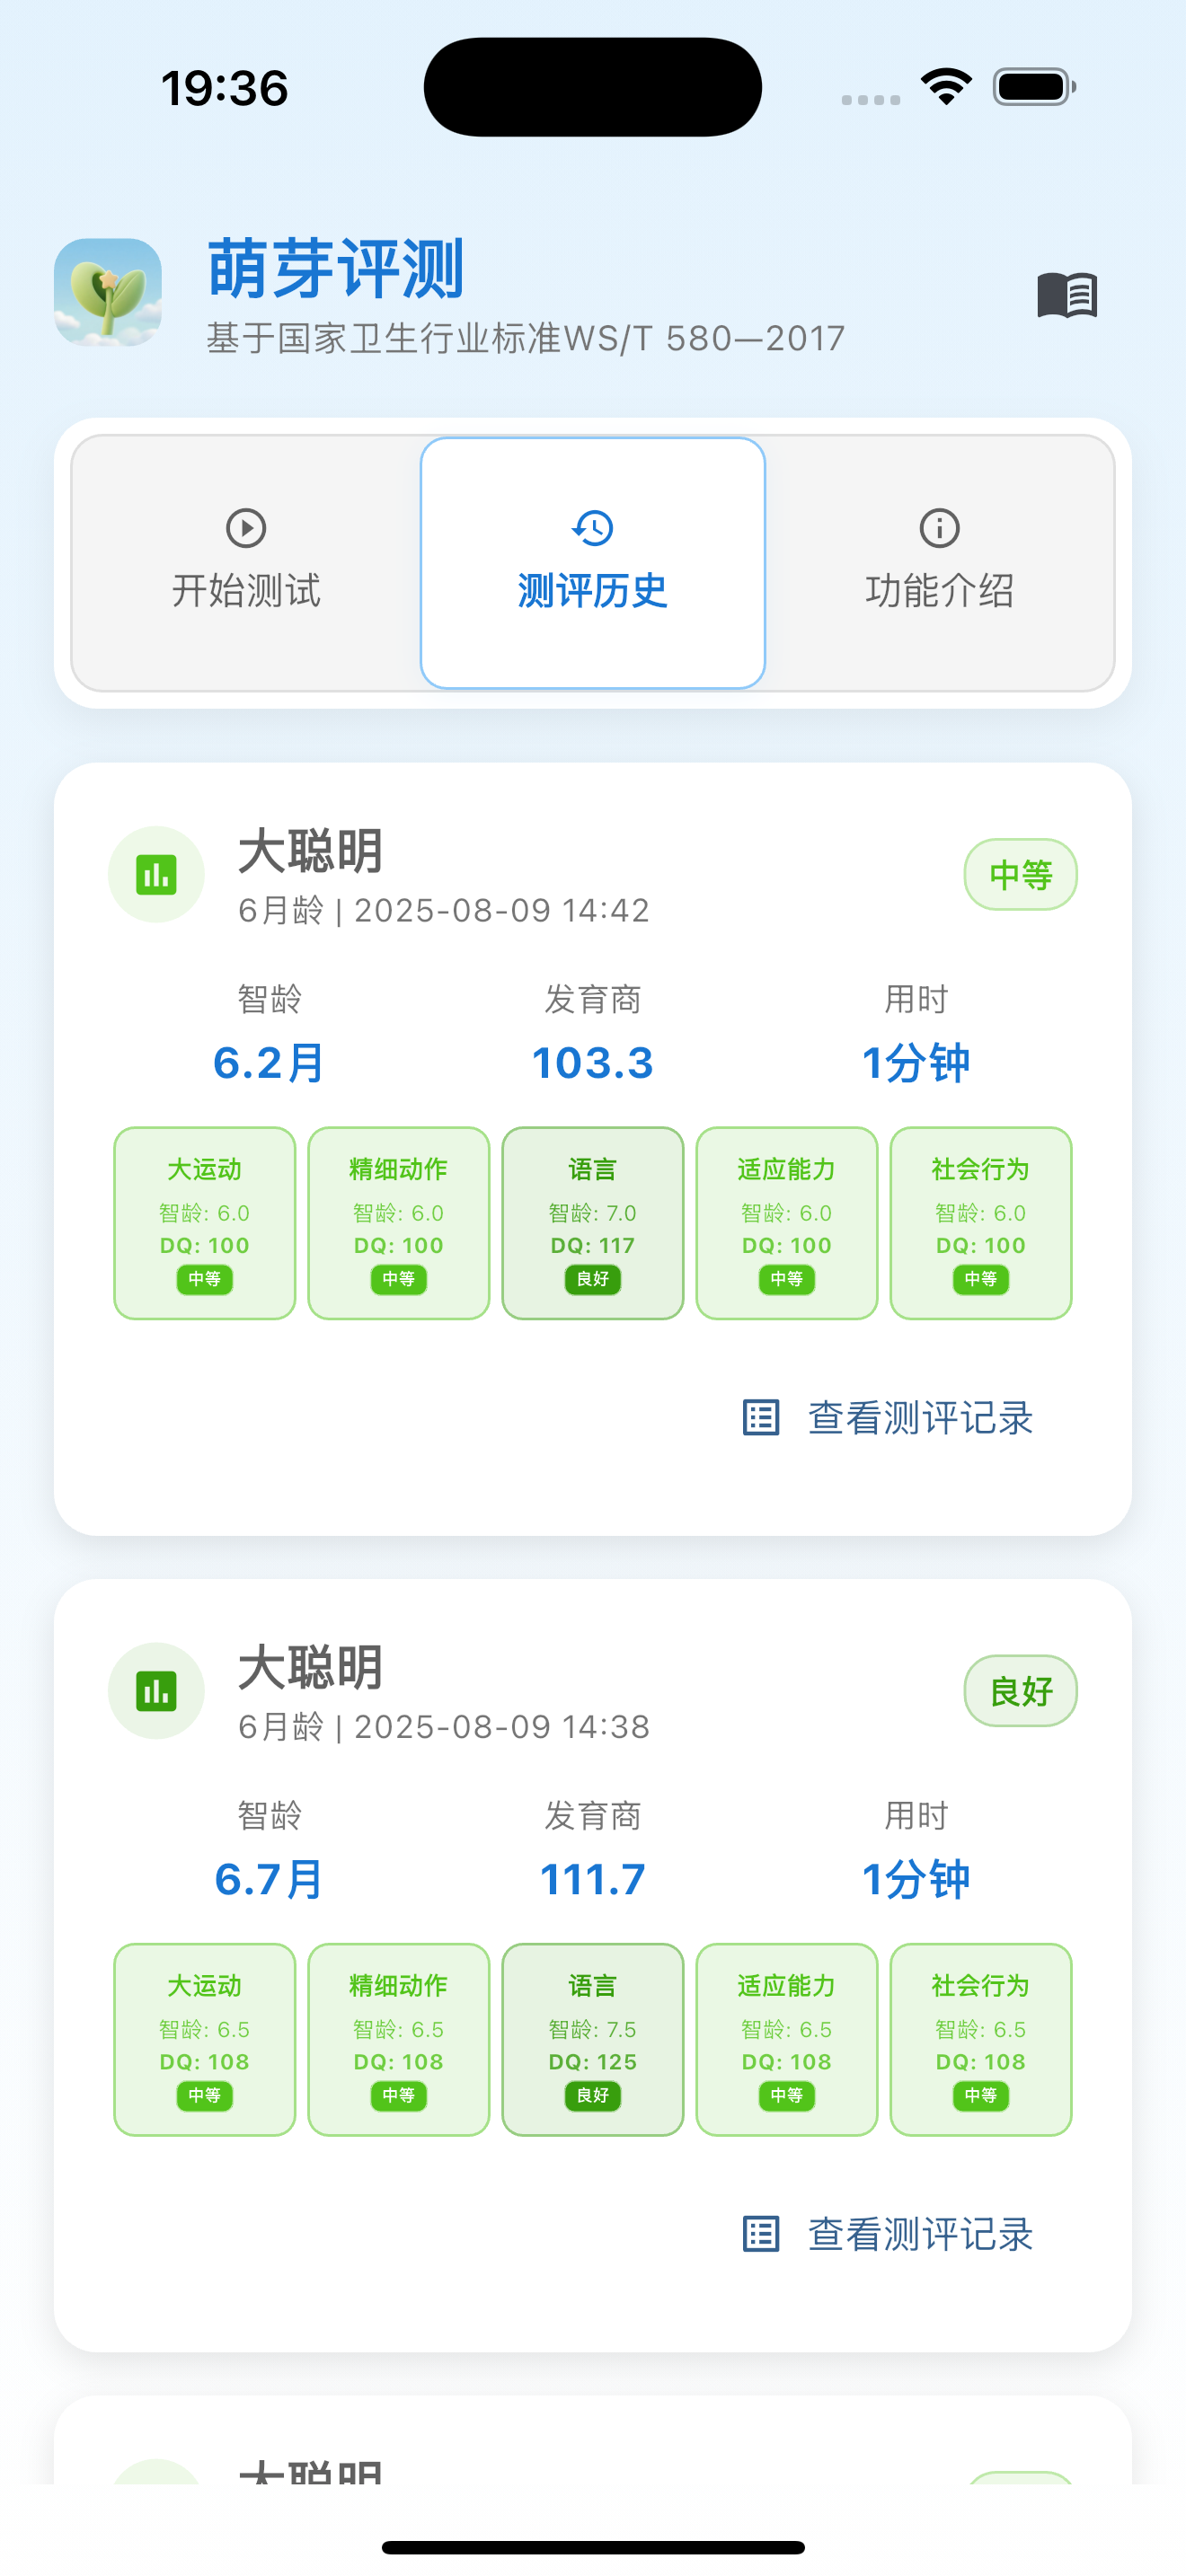 19:36
萌芽评测
基于国家卫生行业标准WS/T 580—2017
开始测试 测评历史 功能介绍
大聪明
中等
6月龄 | 2025-08-09 14:42
智龄 发育商 用时
6.2月 103.3 1分钟
大运动 精细动作 语言 适应能力 社会行为
智龄: 6.0 智龄: 6.0 智龄: 7.0 智龄: 6.0 智龄: 6.0
DQ: 100 DQ: 100 DQ: 117 DQ: 100 DQ: 100
中等 中等 良好 中等 中等
查看测评记录
大聪明
良好
6月龄 | 2025-08-09 14:38
智龄 发育商 用时
6.7月 111.7 1分钟
大运动 精细动作 语言 适应能力 社会行为
智龄: 6.5 智龄: 6.5 智龄: 7.5 智龄: 6.5 智龄: 6.5
DQ: 108 DQ: 108 DQ: 125 DQ: 108 DQ: 108
中等 中等 良好 中等 中等
查看测评记录
大聪明